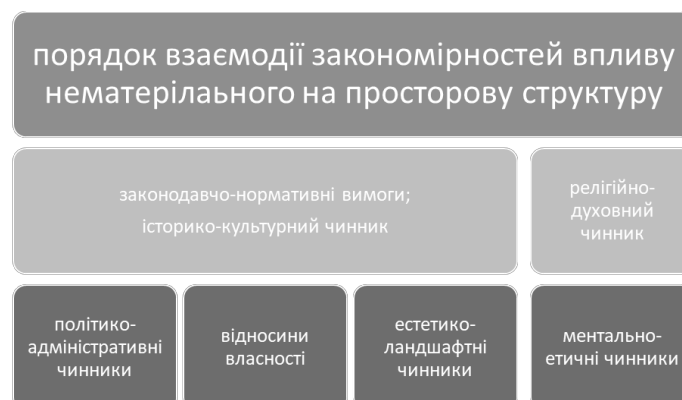 порядок взаємодії закономірностей впливу
нематерілаьного на просторову структуру
законодавчо-нормативні вимоги;
історико-культурний чинник
релігійно-
духовний
чинник
політико-
адміністративні
чинники
відносини
власності
естетико-
ландшафтні
чинники
ментально-
етичні чинники